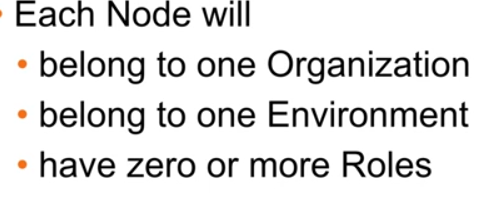 • Each Node will
• belong to one Organization
• belong to one Environment
• have zero or more Roles